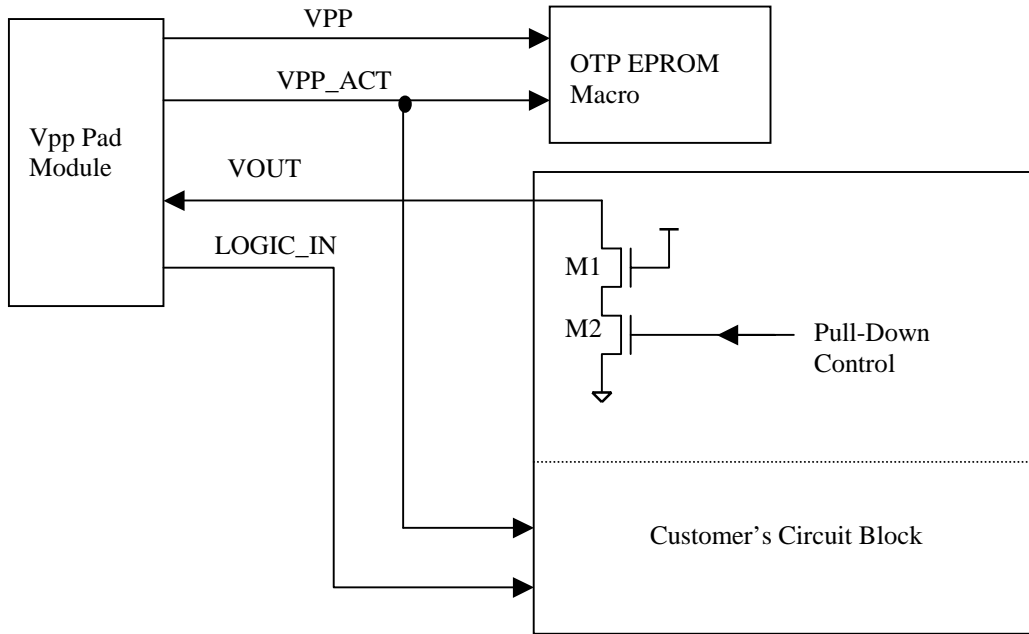 VPP
OTP EPROM
Macro
VPP_ACT
Vpp Pad
Module
VOUT
LOGIC_IN
M1
M2
Pull-Down
Control
Customer's Circuit Block